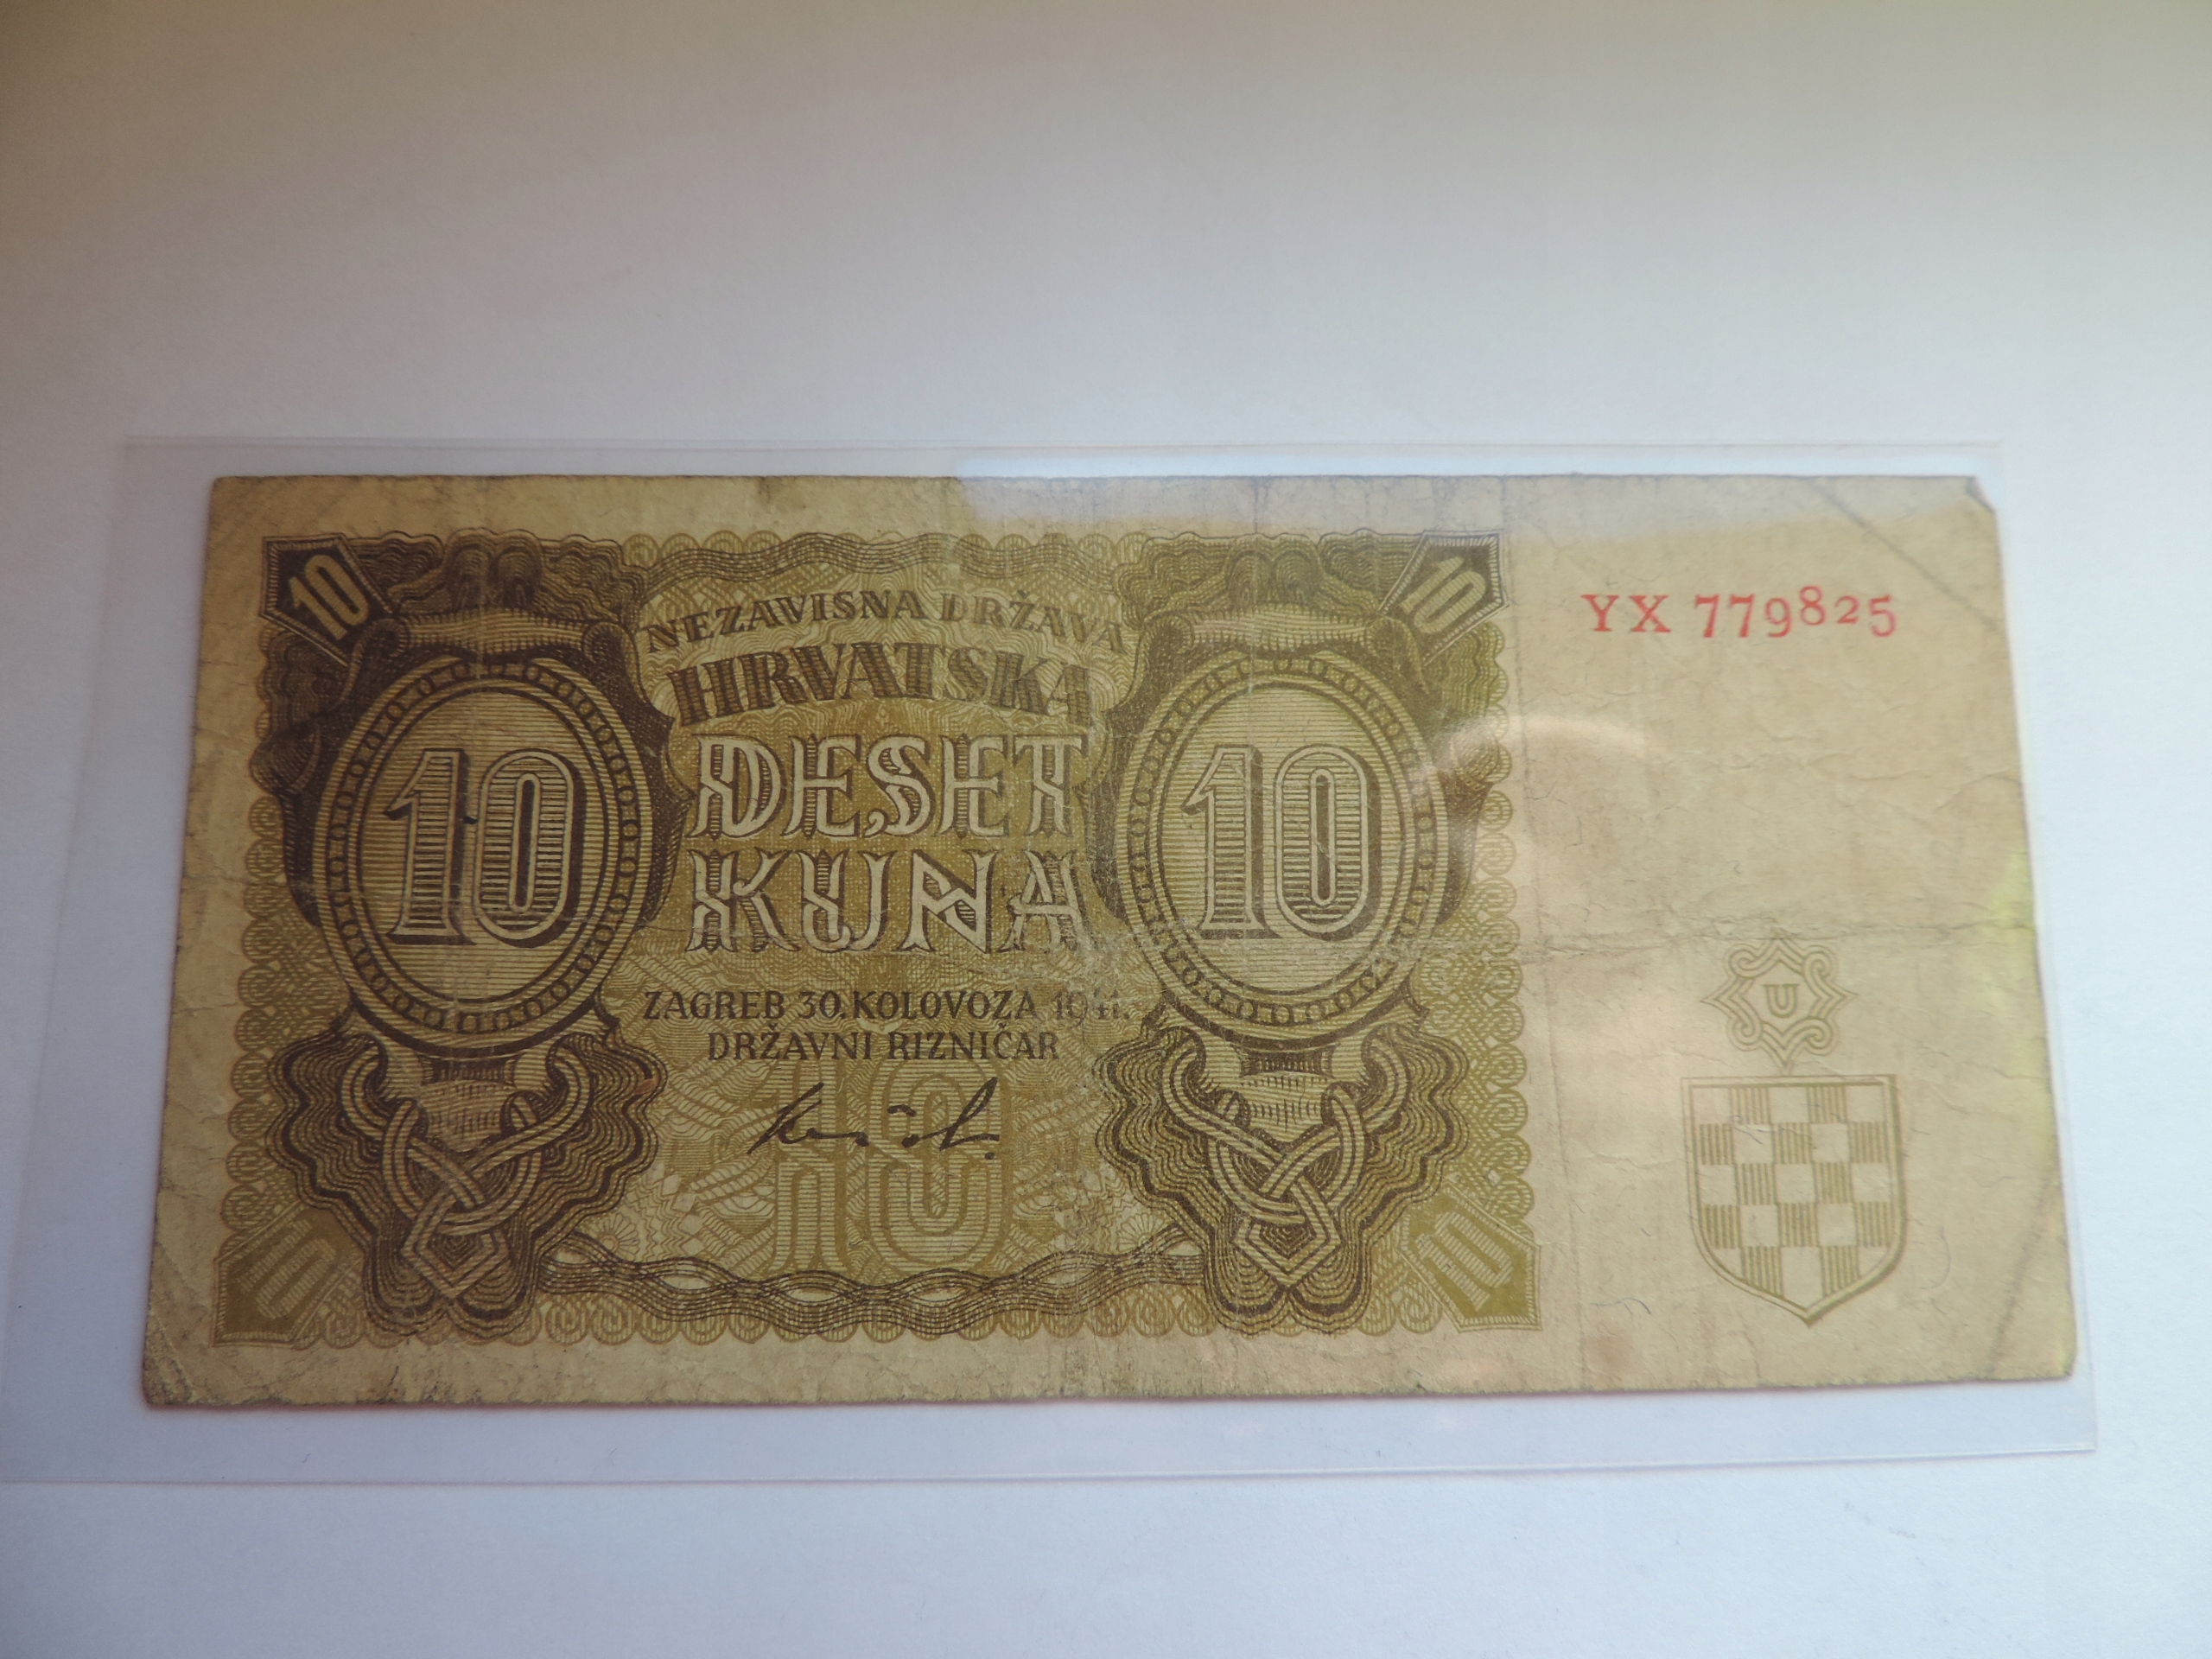 10
10
YX 779825
NEZAVISNA DRŽAVA
HRVATSKA
DESET
KUNA
10
10
ZAGREB 30. KOLOVOZA 1941.
DRŽAVNI RIZNIČAR
10
10
10
U